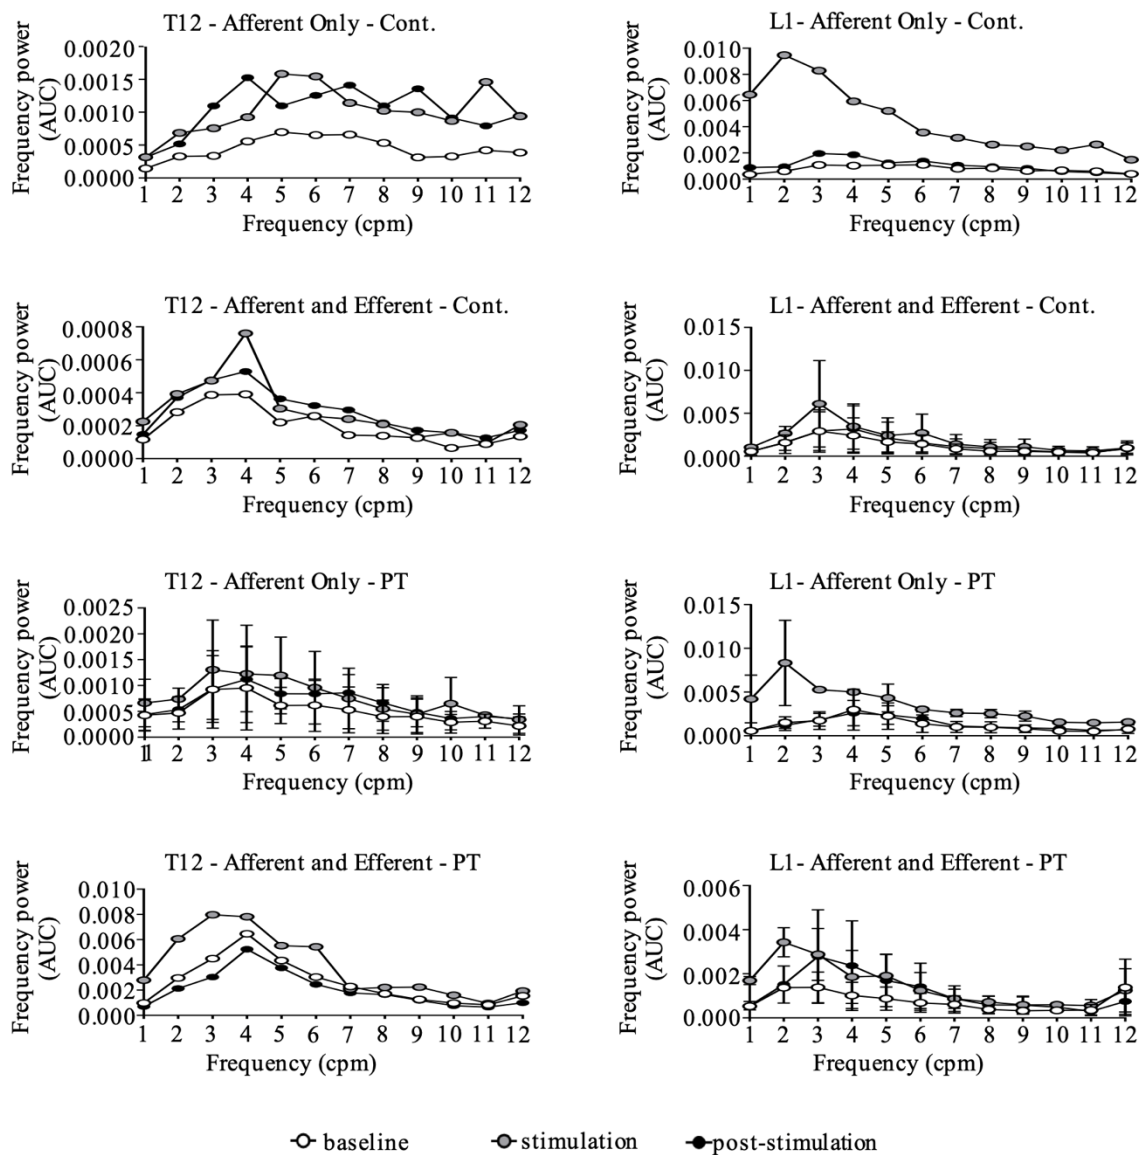 T12 - Afferent Only - Cont.
Frequency power
(AUC)
0.0020
0.0015
0.0010
0.0005
0.0000
1 2 3 4 5 6 7 8 9 10 11 12
Frequency (cpm)
L1- Afferent Only - Cont.
Frequency power
(AUC)
0.010
0.008
0.006
0.004
0.002
0.000
1 2 3 4 5 6 7 8 9 10 11 12
Frequency (cpm)
T12 - Afferent and Efferent - Cont.
Frequency power
(AUC)
0.0008
0.0006
0.0004
0.0002
0.0000
1 2 3 4 5 6 7 8 9 10 11 12
Frequency (cpm)
L1- Afferent and Efferent - Cont.
Frequency power
(AUC)
0.015
0.010
0.005
0.000
1 2 3 4 5 6 7 8 9 10 11 12
Frequency (cpm)
T12 - Afferent Only - PT
Frequency power
(AUC)
0.0025
0.0020
0.0015
0.0010
0.0005
0.0000
1 2 3 4 5 6 7 8 9 10 11 12
Frequency (cpm)
L1- Afferent Only - PT
Frequency power
(AUC)
0.015
0.010
0.005
0.000
1 2 3 4 5 6 7 8 9 10 11 12
Frequency (cpm)
T12 - Afferent and Efferent - PT
Frequency power
(AUC)
0.010
0.008
0.006
0.004
0.002
0.000
1 2 3 4 5 6 7 8 9 10 11 12
Frequency (cpm)
L1- Afferent and Efferent - PT
Frequency power
(AUC)
0.006
0.004
0.002
0.000
1 2 3 4 5 6 7 8 9 10 11 12
Frequency (cpm)
baseline stimulation post-stimulation